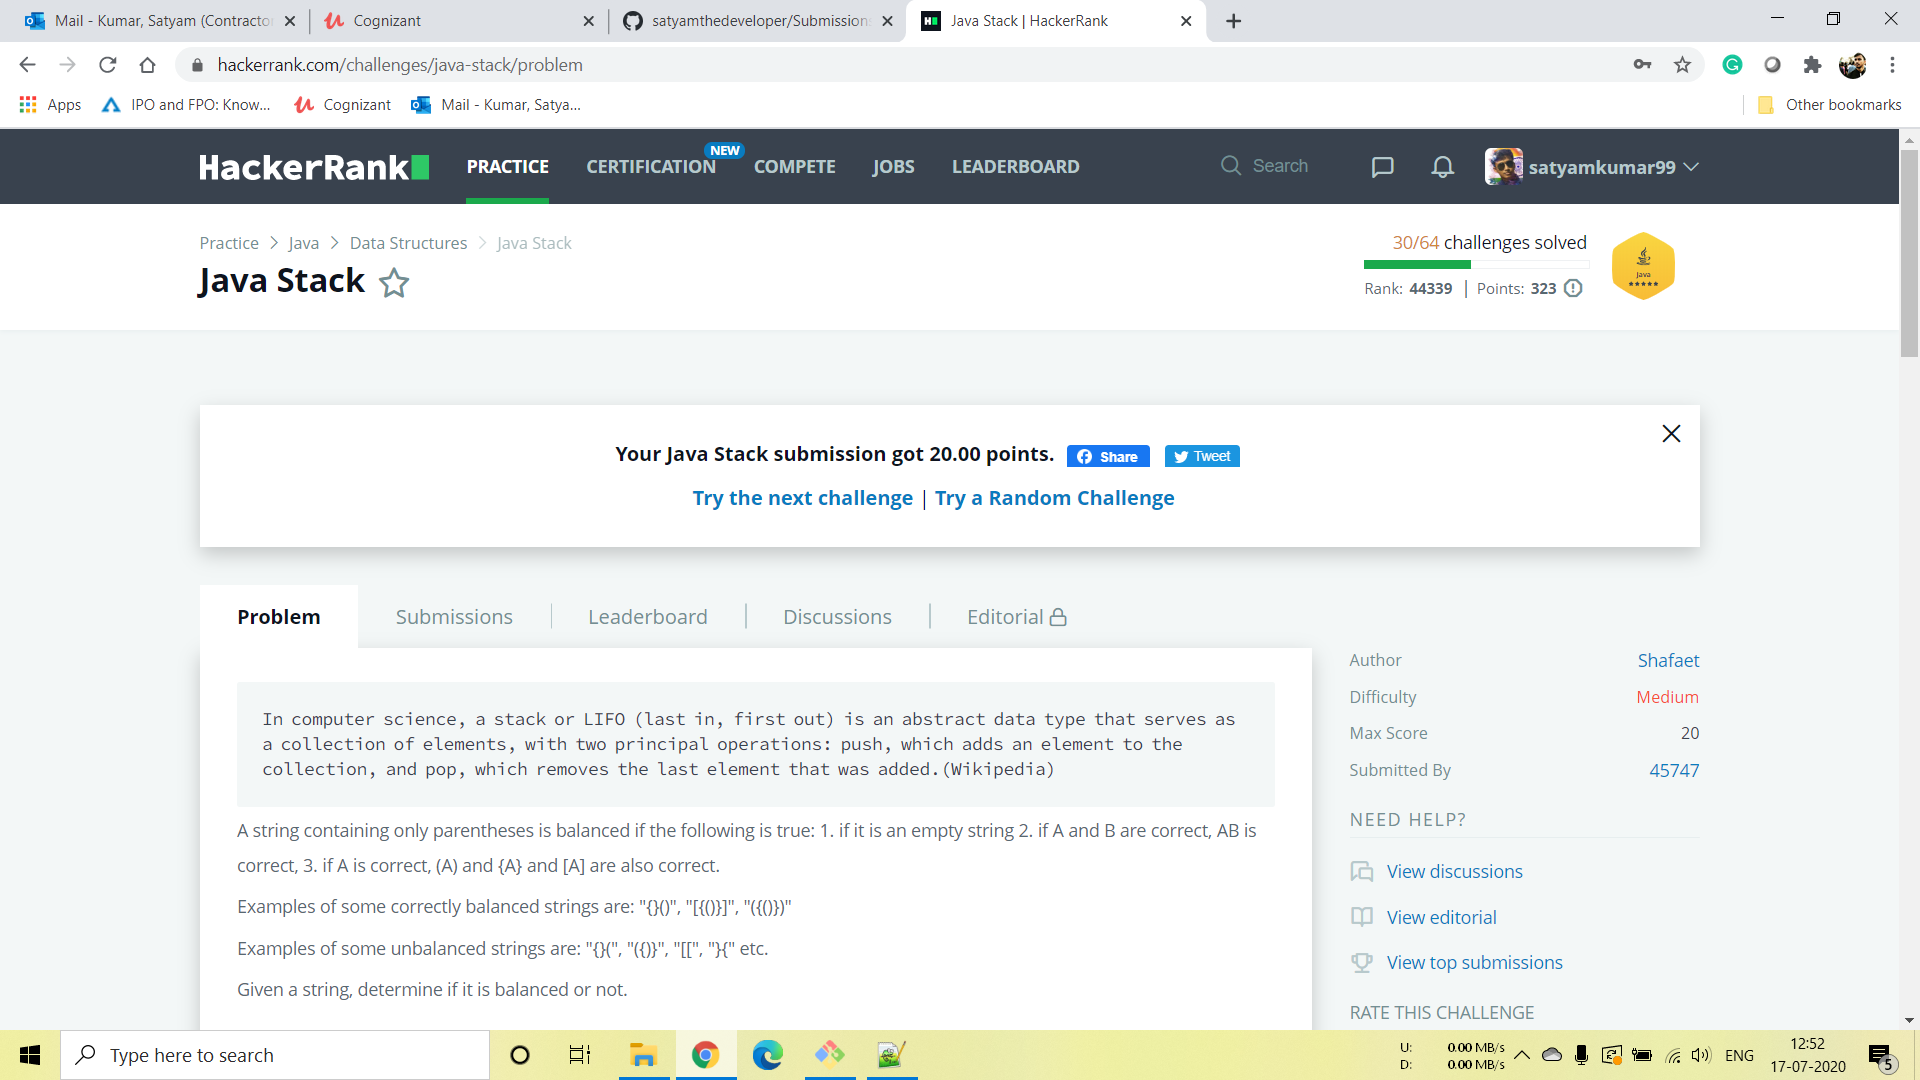 Mail - Kumar, Satyam (Contractor
Cognizant
satyamthedeveloper/Submission
Java Stack | HackerRank
hackerrank.com/challenges/java-stack/problem
Apps
IPO and FPO: Know...
Cognizant
Mail - Kumar, Satya...
Other bookmarks
HackerRank
PRACTICE
CERTIFICATION
NEW
COMPETE
JOBS
LEADERBOARD
Search
satyamkumar99
Practice > Java > Data Structures > Java Stack
Java Stack
30/64 challenges solved
Rank: 44339 | Points: 323
Java
Your Java Stack submission got 20.00 points.
Share
Tweet
Try the next challenge | Try a Random Challenge
Problem
Submissions
Leaderboard
Discussions
Editorial
In computer science, a stack or LIFO (last in, first out) is an abstract data type that serves as
a collection of elements, with two principal operations: push, which adds an element to the
collection, and pop, which removes the last element that was added.(Wikipedia)
A string containing only parentheses is balanced if the following is true: 1. if it is an empty string 2. if A and B are correct, AB is
correct, 3. if A is correct, (A) and {A} and [A] are also correct.
Examples of some correctly balanced strings are: "{}()", "[{()}]", "({()})"
Examples of some unbalanced strings are: "{}(", "({)}", "[[", "}{" etc.
Given a string, determine if it is balanced or not.
Author Shafaet
Difficulty Medium
Max Score 20
Submitted By 45747
NEED HELP?
View discussions
View editorial
View top submissions
RATE THIS CHALLENGE
Type here to search
U: 0.00 MB/s
D: 0.00 MB/s
ENG
12:52
17-07-2020
5